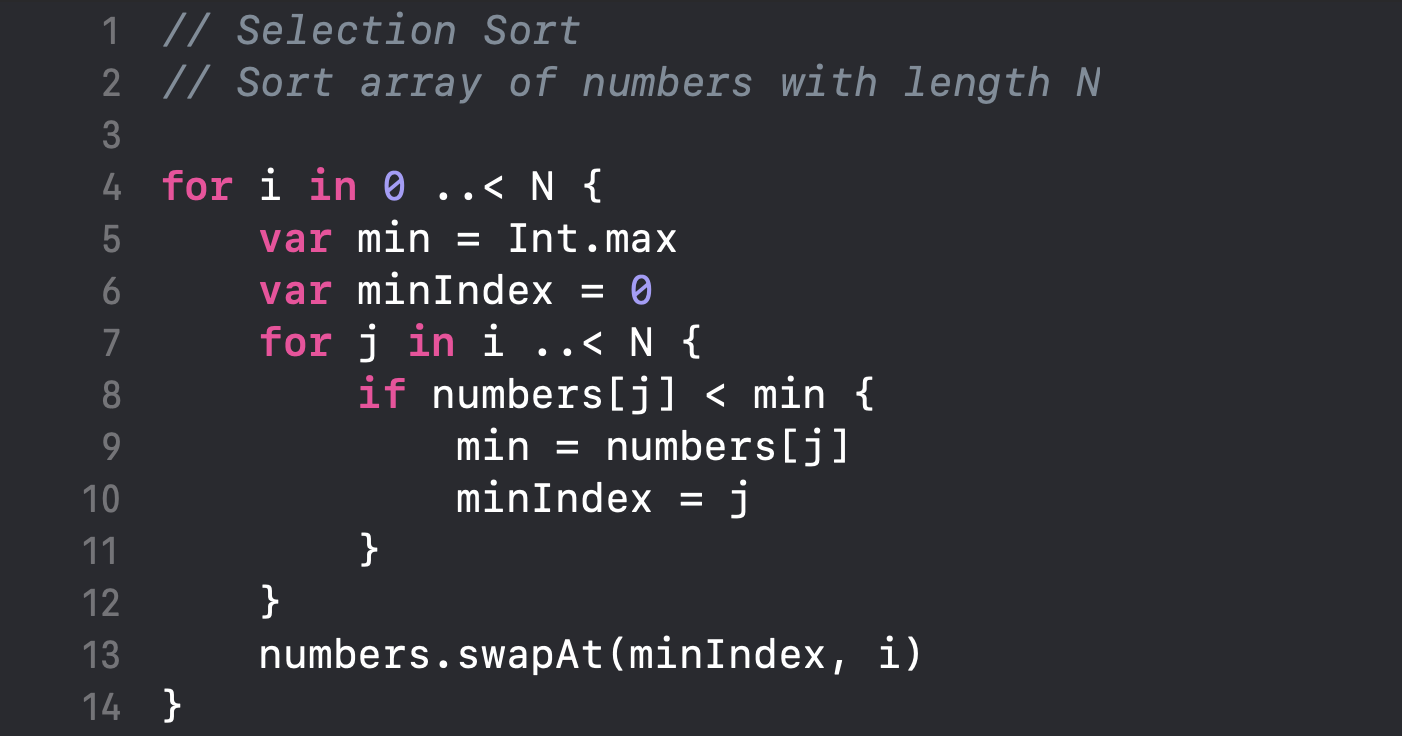 1 // Selection Sort
2 // Sort array of numbers with length N
3
4 for i in 0 ..< N {
5     var min = Int.max
6     var minIndex = 0
7     for j in i ..< N {
8         if numbers[j] < min {
9             min = numbers[j]
10             minIndex = j
11         }
12     }
13     numbers.swapAt(minIndex, i)
14 }